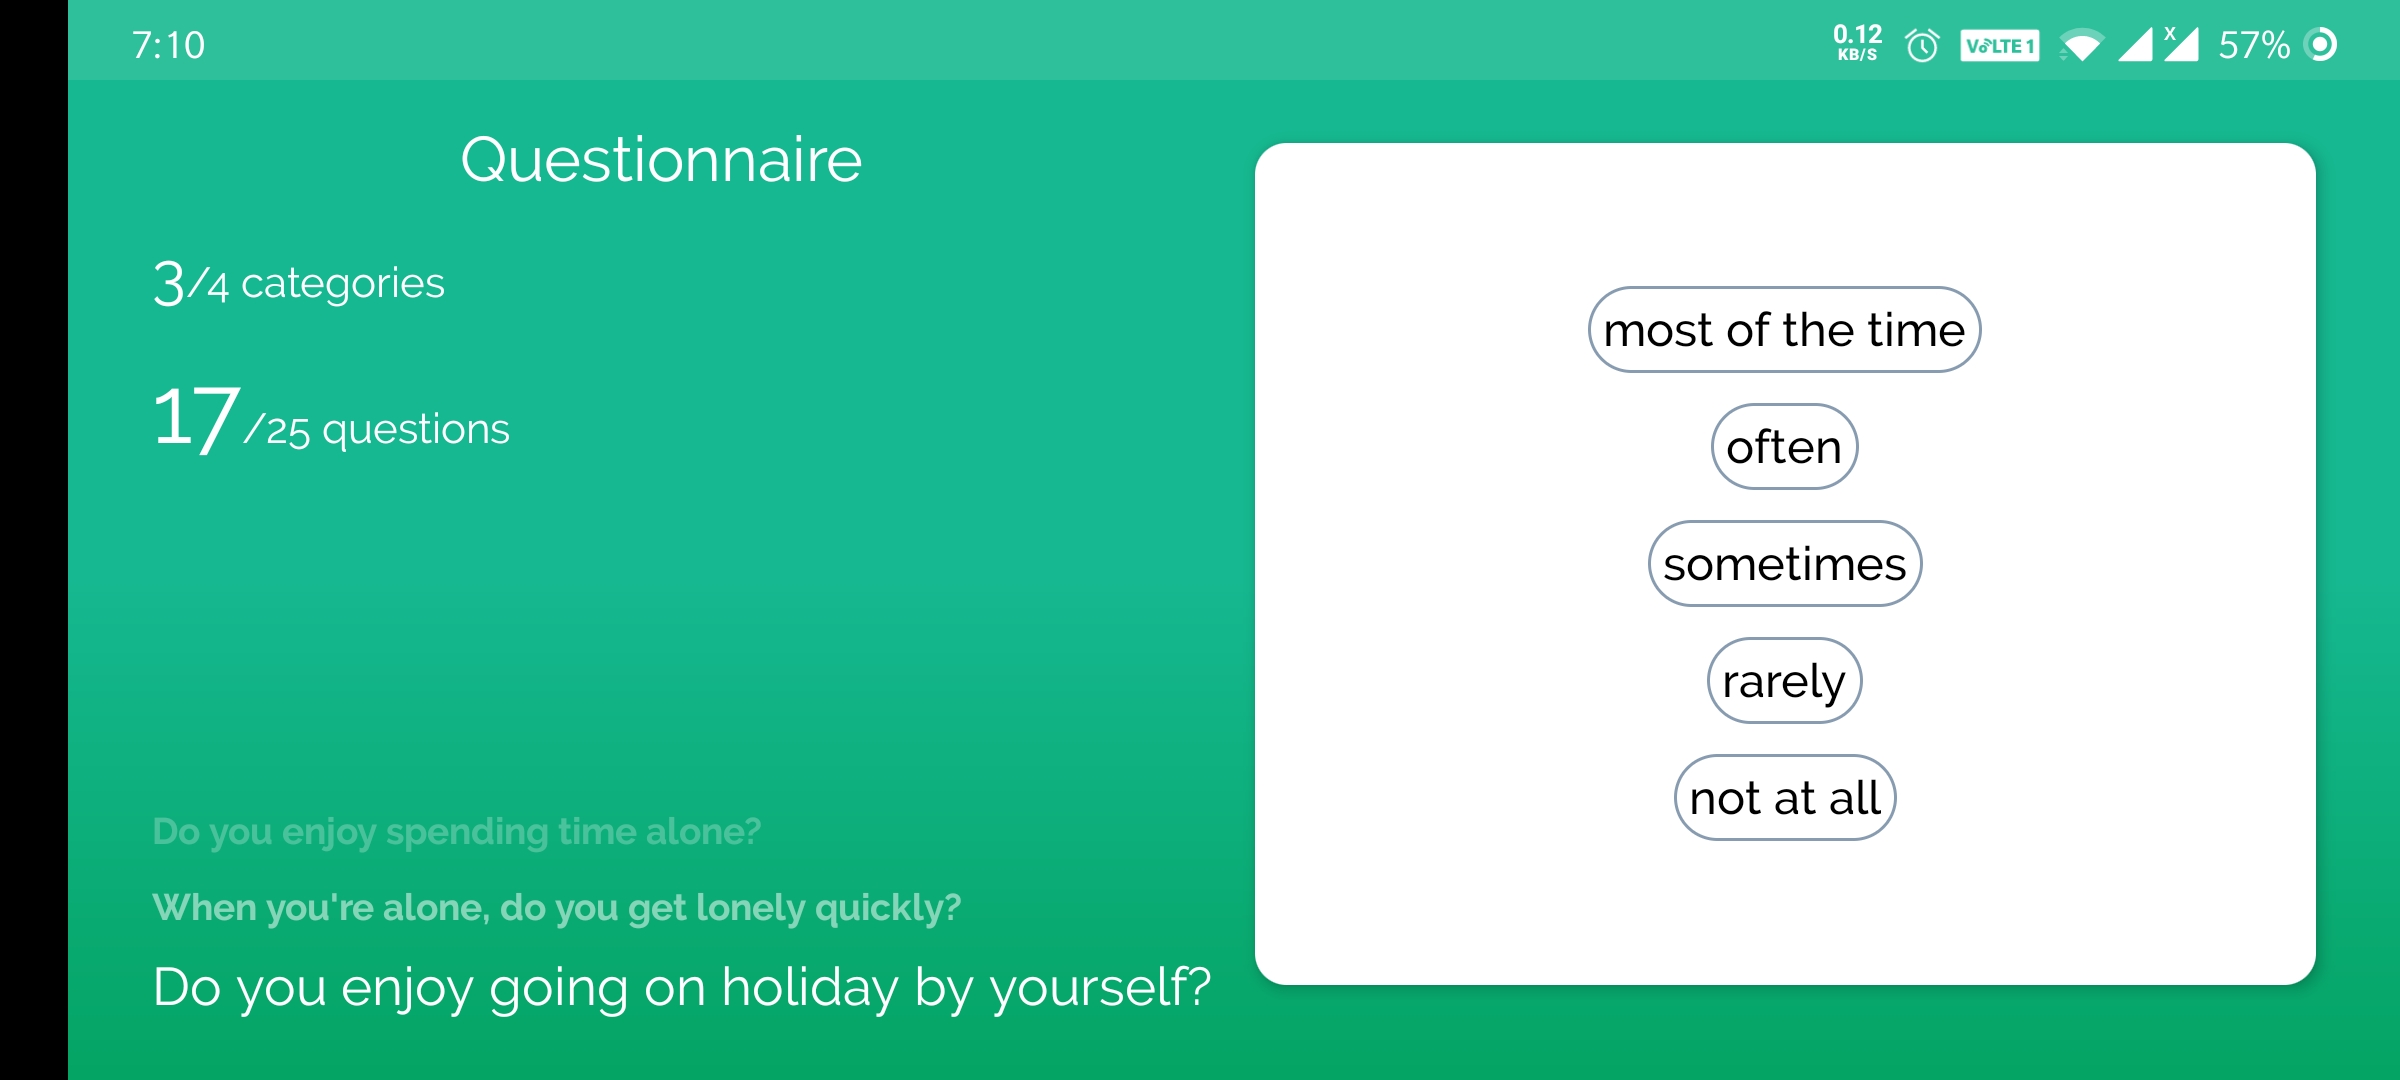 7:10
0.12
KB/S
VoLTE 1
X
57%
Questionnaire
3/4 categories
17/25 questions
Do you enjoy spending time alone?
When you're alone, do you get lonely quickly?
Do you enjoy going on holiday by yourself?
most of the time
often
sometimes
rarely
not at all